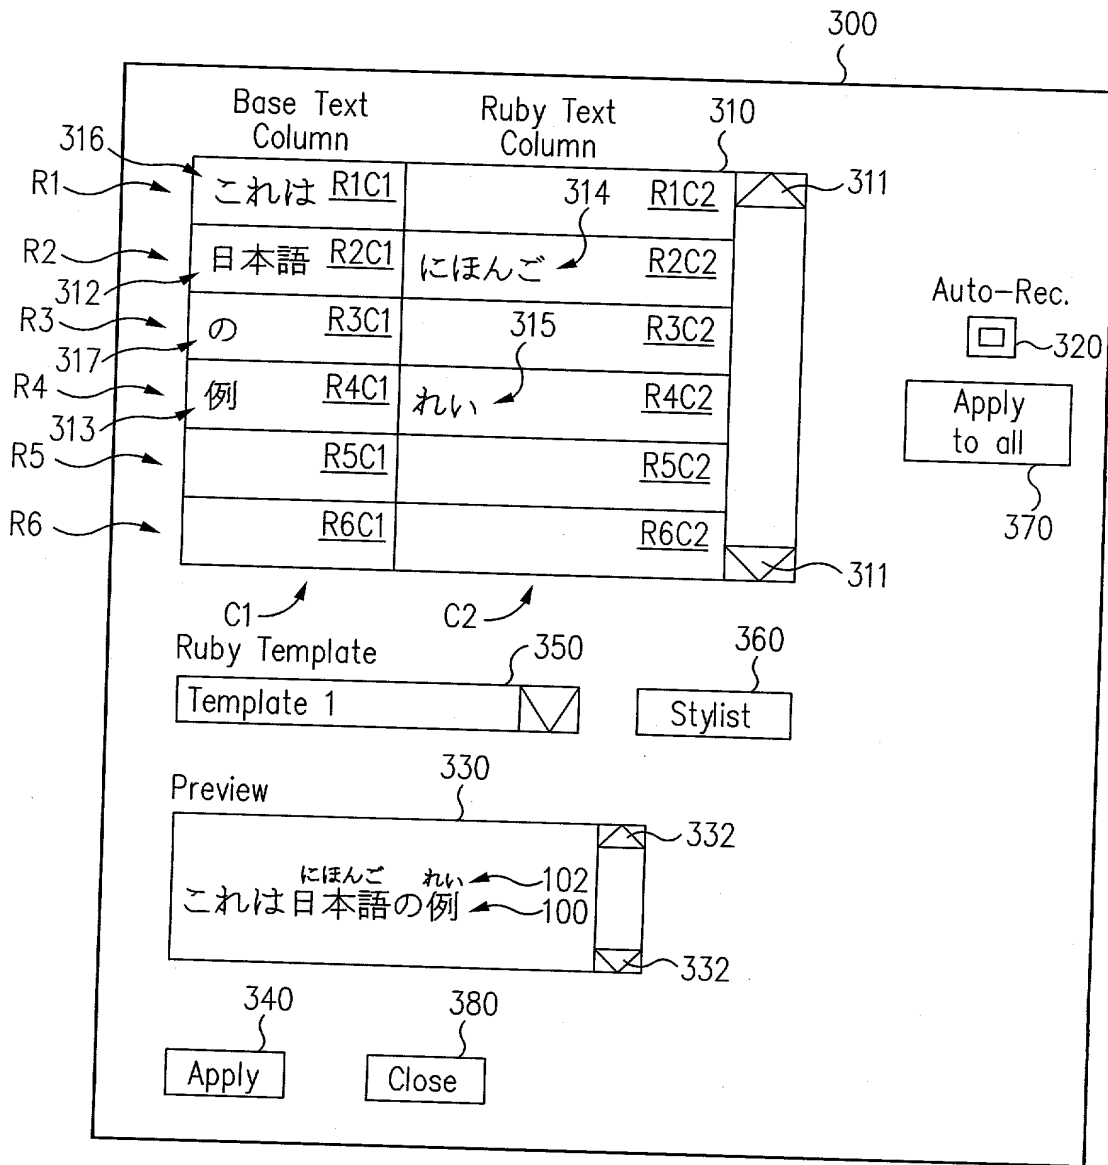 300
Base Text Column
Ruby Text Column
310
316
R1
これは R1C1
R1C2
311
314
R2
日本語 R2C1
にほんご R2C2
312
Auto-Rec.
R3
の R3C1
315
R3C2
320
317
R4
例 R4C1
れい R4C2
Apply
to all
313
R5
R5C1
R5C2
370
R6
R6C1
R6C2
311
C1
C2
Ruby Template
350
360
Template 1
Stylist
330
Preview
332
にほんご れい
102
これは日本語の例
100
332
340
380
Apply
Close